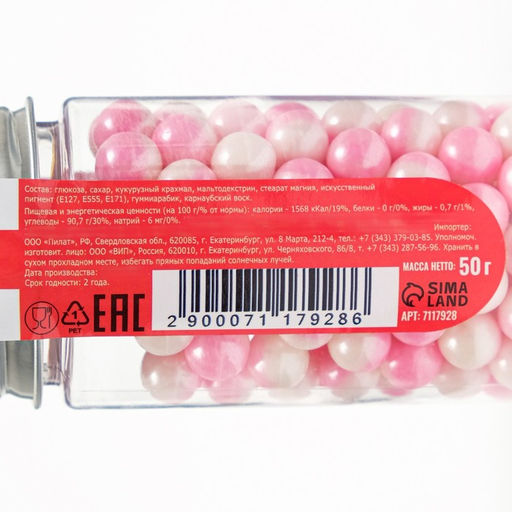 Состав: глюкоза, сахар, кукурузный крахмал, мальтодекстрин, стеарат магния, искусственный
пигмент (E127, E555, E171), гуммиарабик, карнаубский воск.
Пищевая и энергетическая ценности (на 100 г/% от нормы): калории - 1568 кКал/19%, белки - 0 г/0%, жиры - 0,7 г/1%,
углеводы - 90,7 г/30%, натрий - 6 мг/0%.
Импортер:
ООО «Пилат», РФ, Свердловская обл., 620085, г. Екатеринбург, ул. 8 Марта, 212-4, тел.: +7 (343) 379-03-85. Уполномоч.
изготовит. лицо: ООО «ВИП», Россия, 620010, г. Екатеринбург, ул. Черняховского, 86/8, т. +7 (343) 287-56-96. Хранить в
сухом прохладном месте, избегать прямых попаданий солнечных лучей.
Дата производства:
Срок годности: 2 года.
МАССА НЕТТО: 50 г
1
PET
EAC
2 900071 179286
SIMA
LAND
АРТ: 7117928